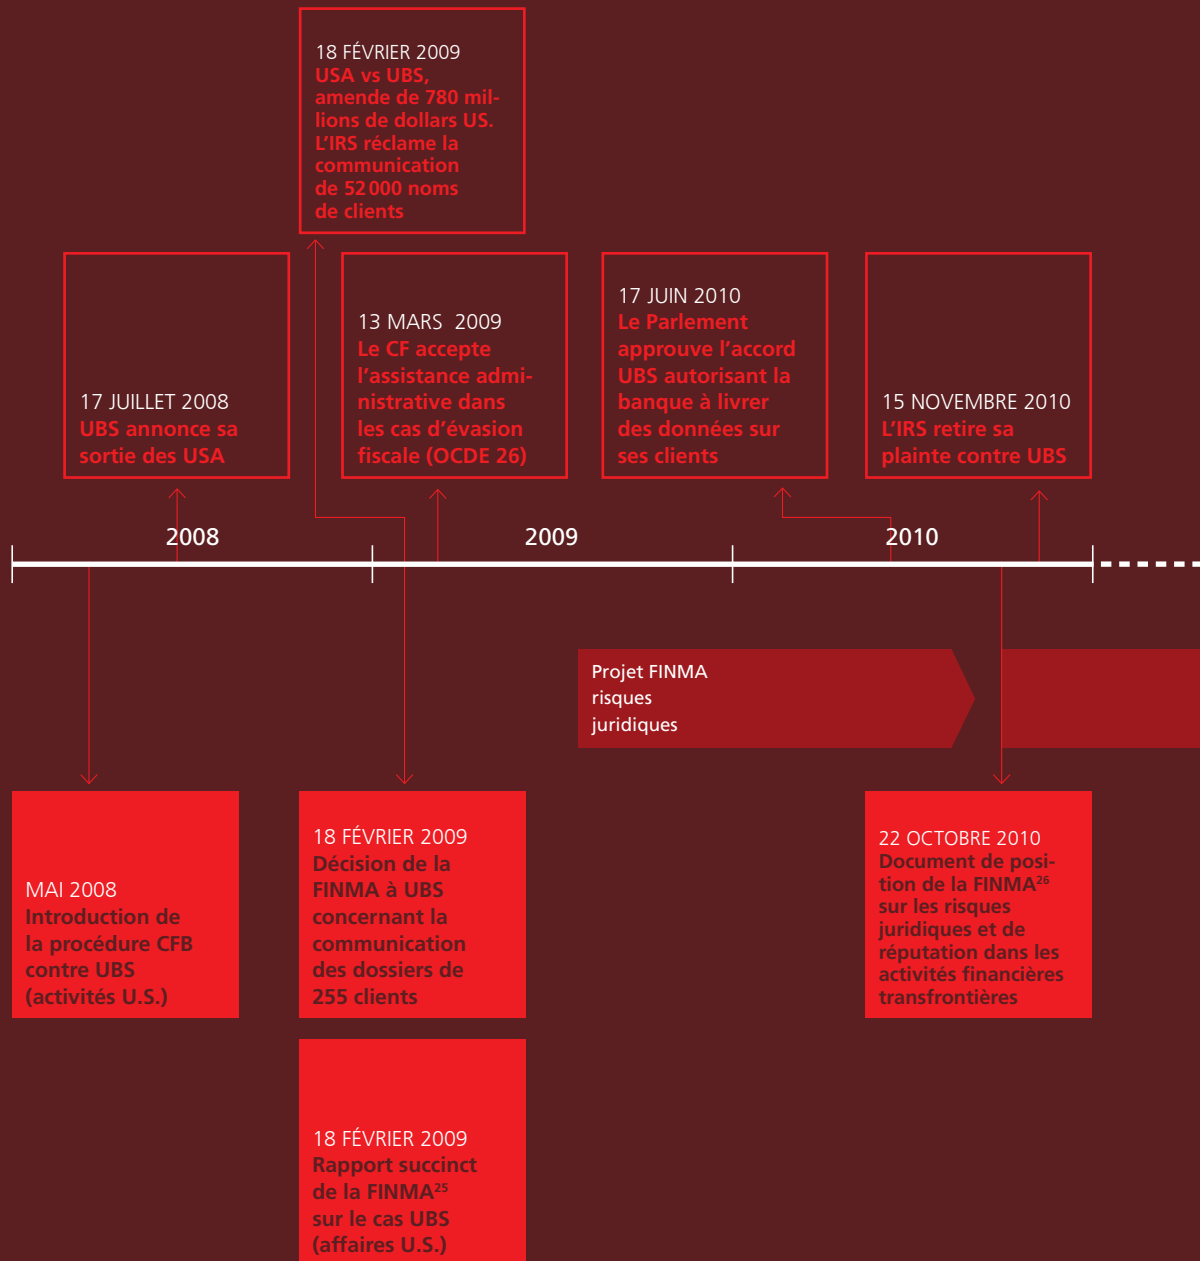 18 FÉVRIER 2009
USA vs UBS,
amende de 780 mil-
lions de dollars US.
L’IRS réclame la
communication
de 52 000 noms
de clients
17 JUILLET 2008
UBS annonce sa
sortie des USA
13 MARS 2009
Le CF accepte
l’assistance admi-
nistrative dans
les cas d’évasion
fiscale (OCDE 26)
17 JUIN 2010
Le Parlement
approuve l’accord
UBS autorisant la
banque à livrer
des données sur
ses clients
15 NOVEMBRE 2010
L’IRS retire sa
plainte contre UBS
2008
2009
2010
Projet FINMA
risques
juridiques
MAI 2008
Introduction de
la procédure CFB
contre UBS
(activités U.S.)
18 FÉVRIER 2009
Décision de la
FINMA à UBS
concernant la
communication
des dossiers de
255 clients
22 OCTOBRE 2010
Document de posi-
tion de la FINMA²⁶
sur les risques
juridiques et de
réputation dans les
activités financières
transfrontières
18 FÉVRIER 2009
Rapport succinct
de la FINMA²⁵
sur le cas UBS
(affaires U.S.)